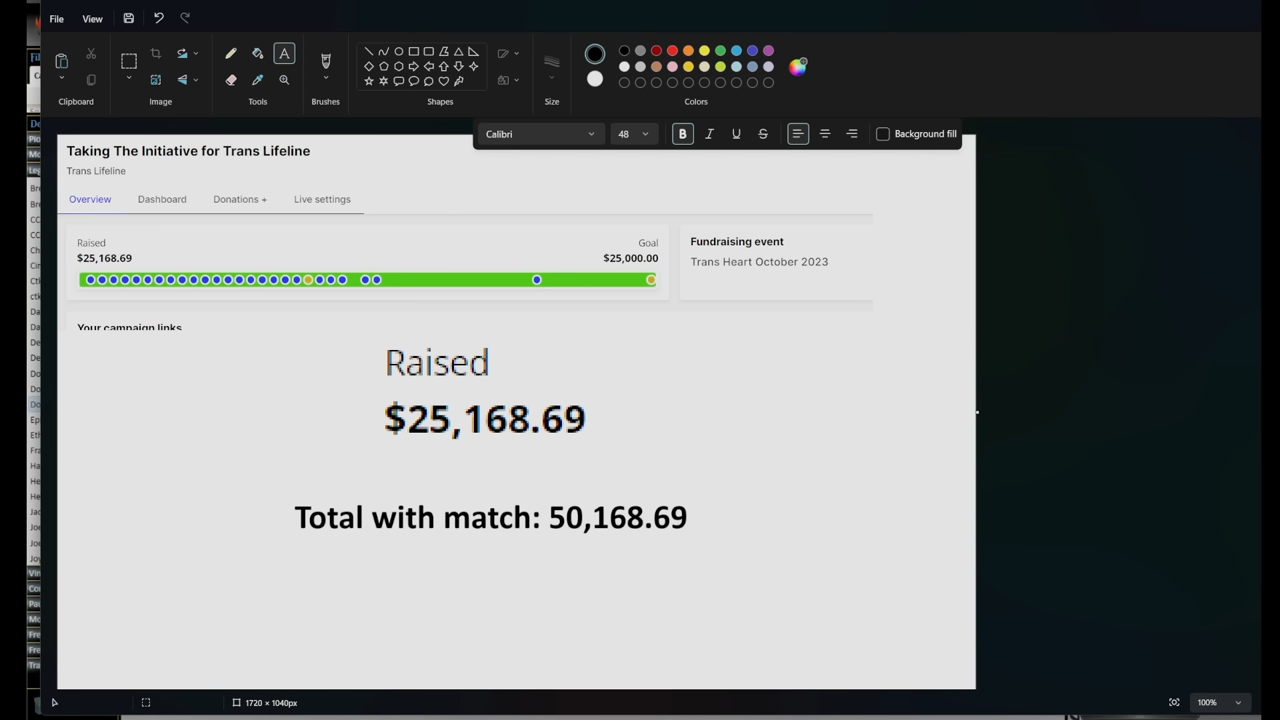 File View
Calibri 48 B I U S Background fill
Clipboard Image Tools Brushes Shapes Size Colors
Taking The Initiative for Trans Lifeline
Trans Lifeline
Overview Dashboard Donations + Live settings
Raised Goal
$25,168.69 $25,000.00
Fundraising event
Trans Heart October 2023
Your campaign links
Raised
$25,168.69
Total with match: 50,168.69
1720 × 1040px
100%